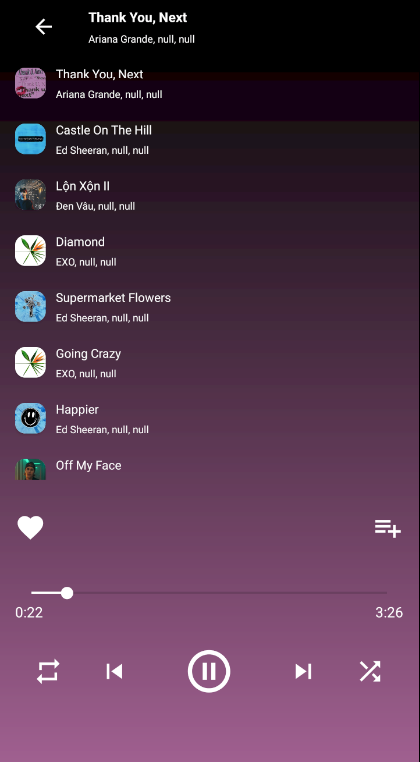 Thank You, Next
Ariana Grande, null, null
Thank You, Next
Ariana Grande, null, null
Castle On The Hill
Ed Sheeran, null, null
Lộn Xộn II
Đen Vâu, null, null
Diamond
EXO, null, null
Supermarket Flowers
Ed Sheeran, null, null
Going Crazy
EXO, null, null
Happier
Ed Sheeran, null, null
Off My Face
0:22
3:26